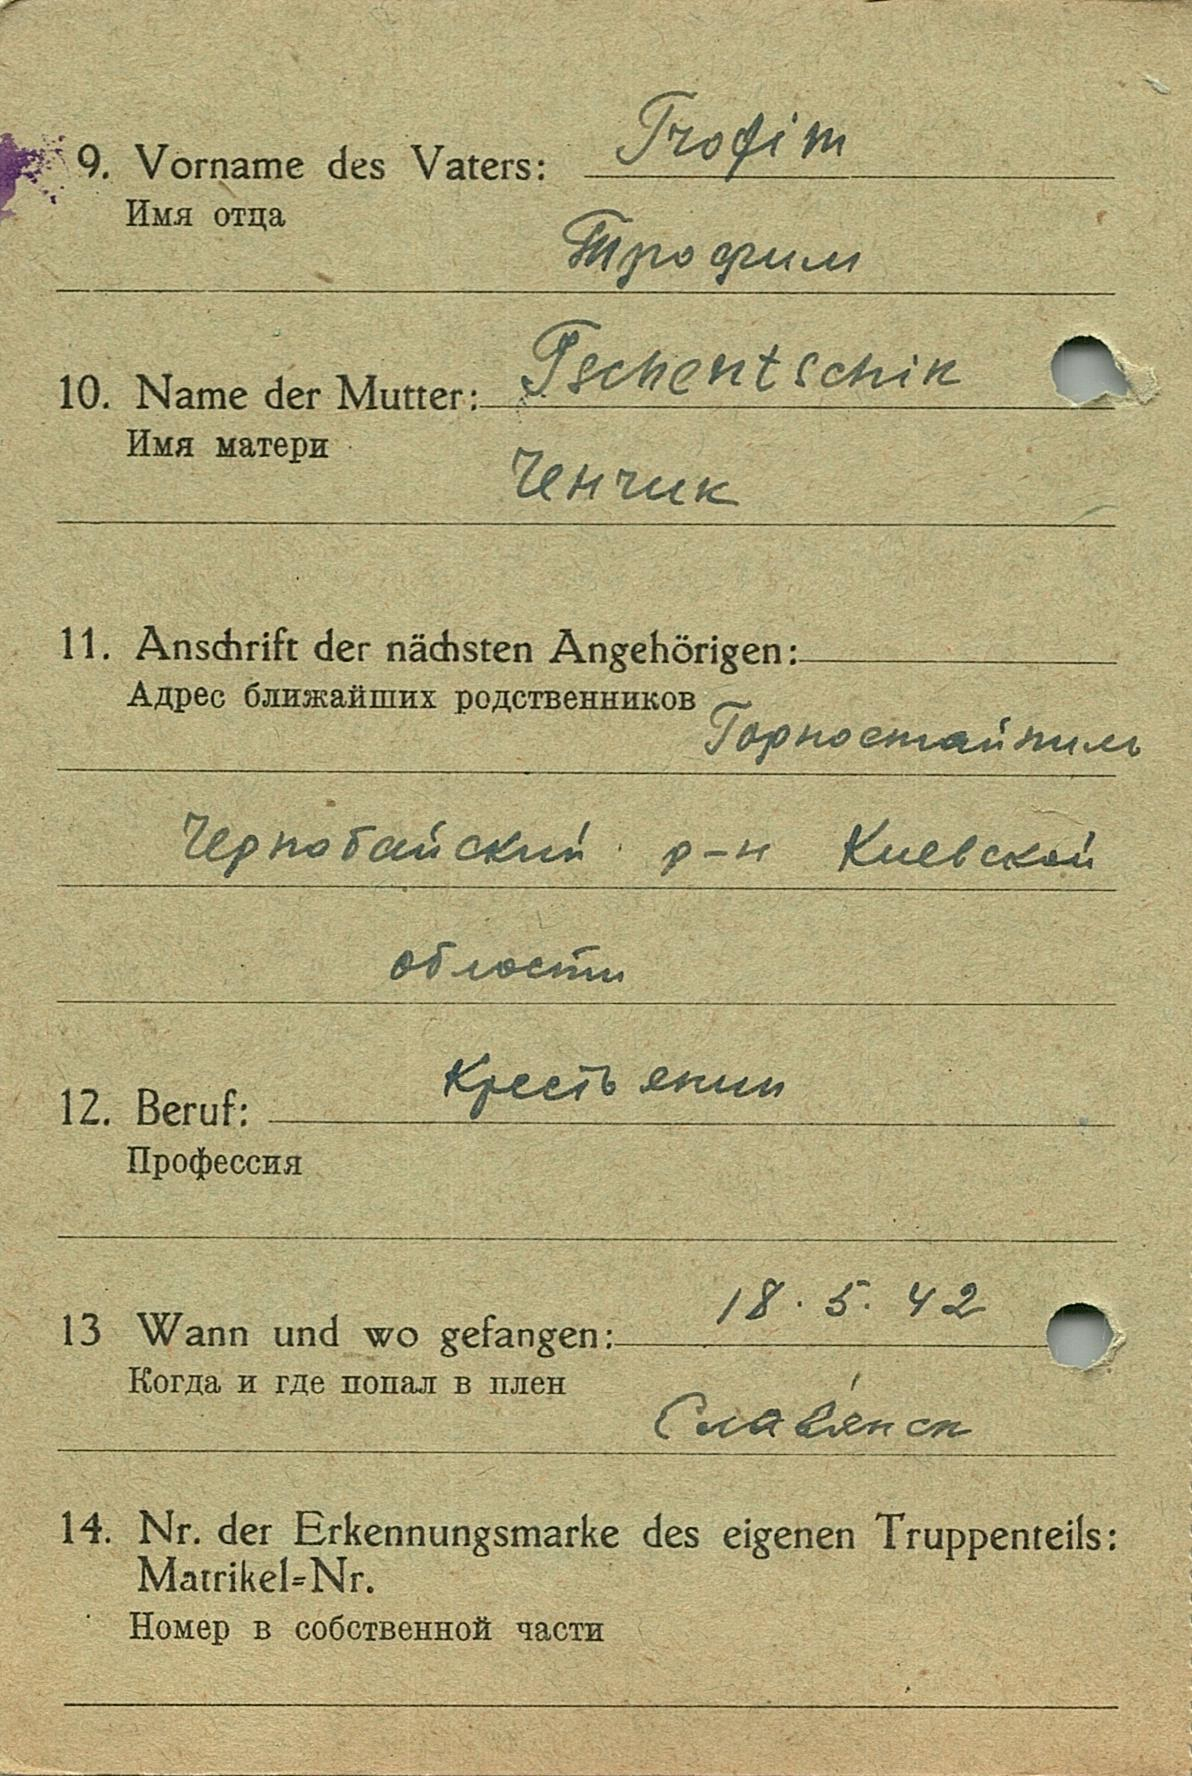 9. Vorname des Vaters: Trofim
Имя отца
Трофим
10. Name der Mutter: Tschentschik
Имя матери
Ченчик
11. Anschrift der nächsten Angehörigen:
Адрес ближайших родственников
Горностайпиль
Чернобайский р-н Киевской
области
12. Beruf: Крестьянин
Профессия
13 Wann und wo gefangen: 18. 5. 42
Когда и где попал в плен
Славянск
14. Nr. der Erkennungsmarke des eigenen Truppenteils:
Matrikel=Nr.
Номер в собственной части